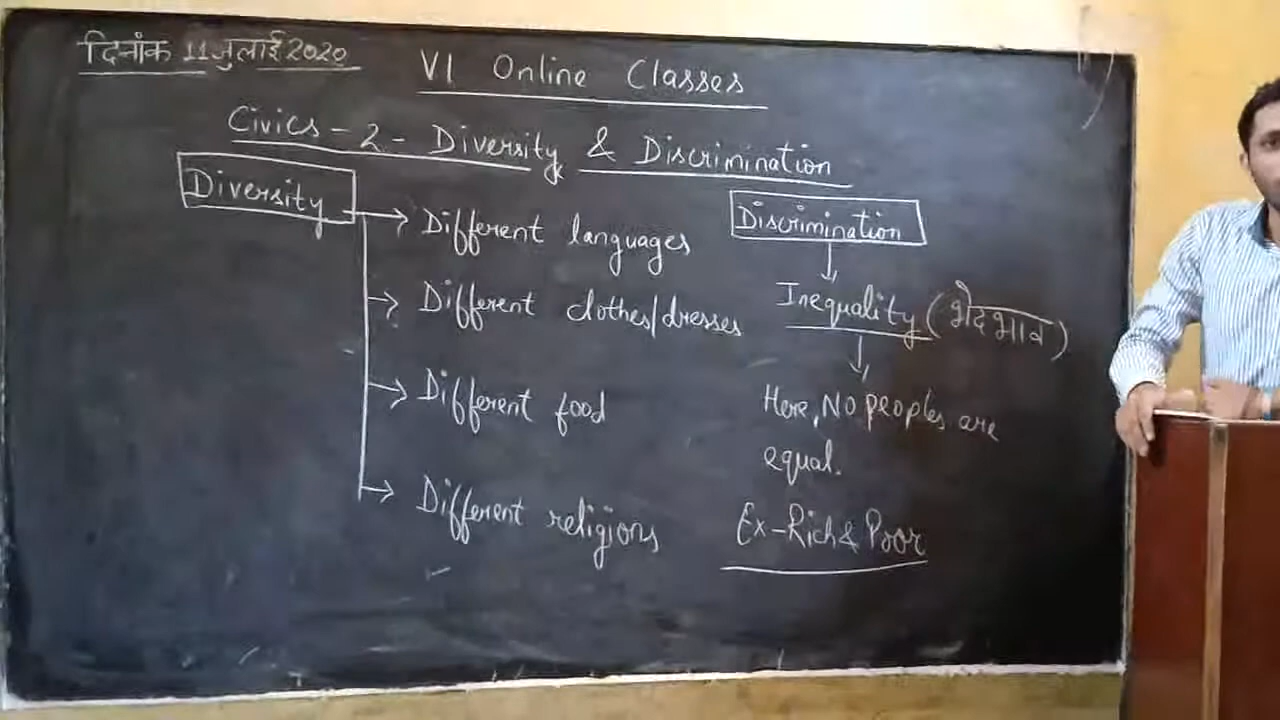 दिनांक 11 जुलाई 2020
VI Online Classes
Civics - 2 - Diversity & Discrimination
Diversity
Different languages
Different clothes/dresses
Different food
Different religions
Discrimination
Inequality (भेदभाव)
Here, No peoples are
equal.
Ex-Rich & Poor